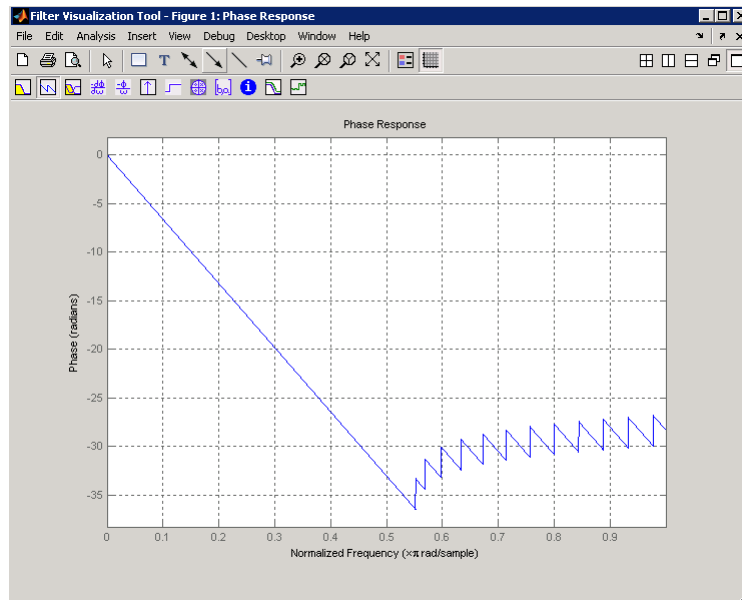 Filter Visualization Tool - Figure 1: Phase Response
File Edit Analysis Insert View Debug Desktop Window Help
Phase Response
Phase (radians)
0
-5
-10
-15
-20
-25
-30
-35
0 0.1 0.2 0.3 0.4 0.5 0.6 0.7 0.8 0.9
Normalized Frequency (×π rad/sample)